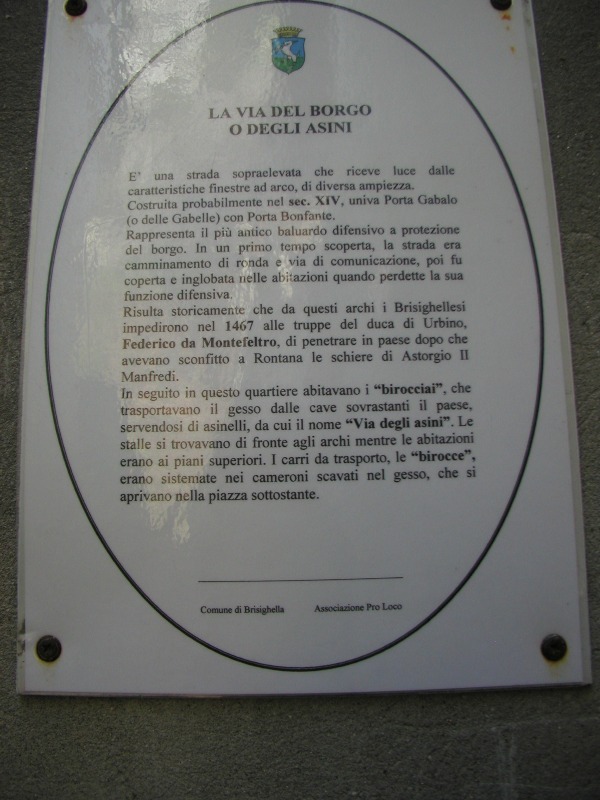 LA VIA DEL BORGO
O DEGLI ASINI
E' una strada sopraelevata che riceve luce dalle
caratteristiche finestre ad arco, di diversa ampiezza.
Costruita probabilmente nel sec. XIV, univa Porta Gabalo
(o delle Gabelle) con Porta Bonfante.
Rappresenta il più antico baluardo difensivo a protezione
del borgo. In un primo tempo scoperta, la strada era
camminamento di ronda e via di comunicazione, poi fu
coperta e inglobata nelle abitazioni quando perdette la sua
funzione difensiva.
Risulta storicamente che da questi archi i Brisighellesi
impedirono nel 1467 alle truppe del duca di Urbino,
Federico da Montefeltro, di penetrare in paese dopo che
avevano sconfitto a Rontana le schiere di Astorgio II
Manfredi.
In seguito in questo quartiere abitavano i "birocciai", che
trasportavano il gesso dalle cave sovrastanti il paese,
servendosi di asinelli, da cui il nome "Via degli asini". Le
stalle si trovavano di fronte agli archi mentre le abitazioni
erano ai piani superiori. I carri da trasporto, le "birocce",
erano sistemate nei cameroni scavati nel gesso, che si
aprivano nella piazza sottostante.
Comune di Brisighella Associazione Pro Loco